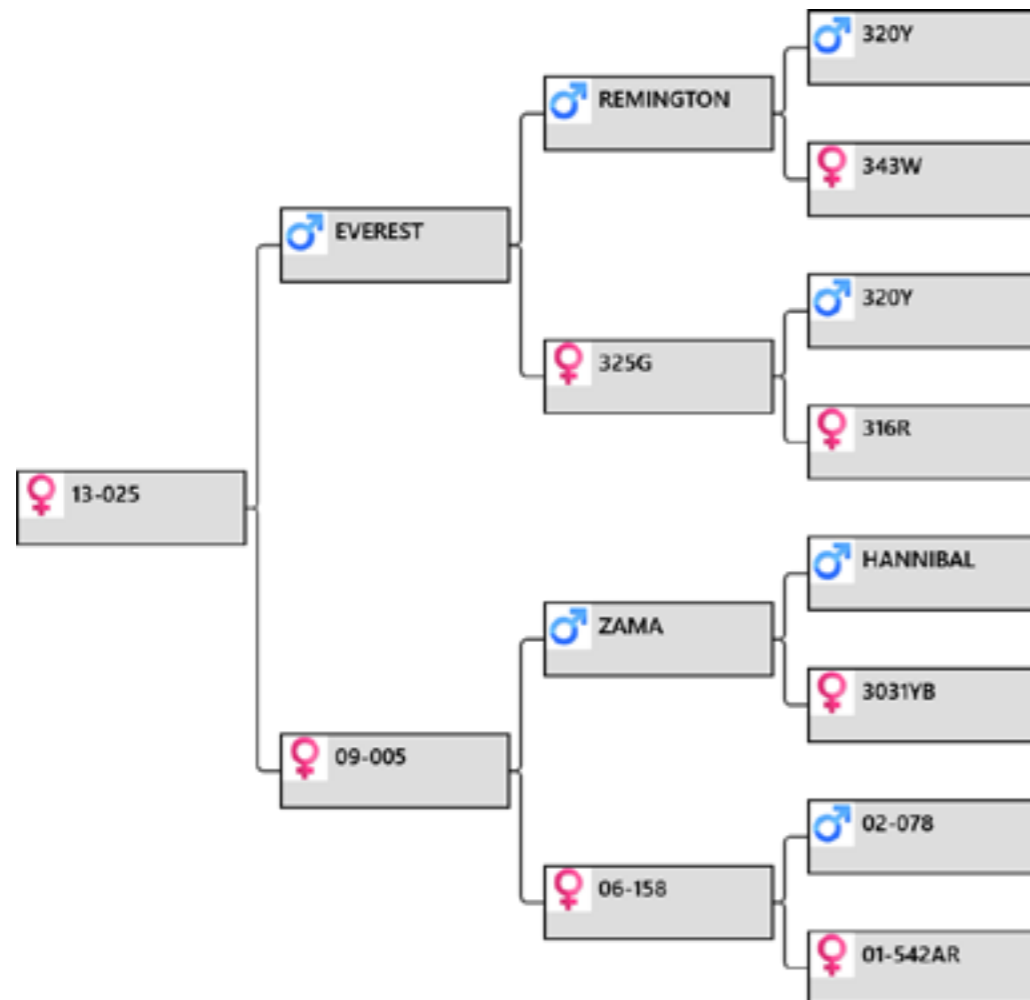 320Y
REMINGTON
343W
EVEREST
320Y
325G
316R
13-025
HANNIBAL
ZAMA
3031YB
09-005
02-078
06-158
01-542AR